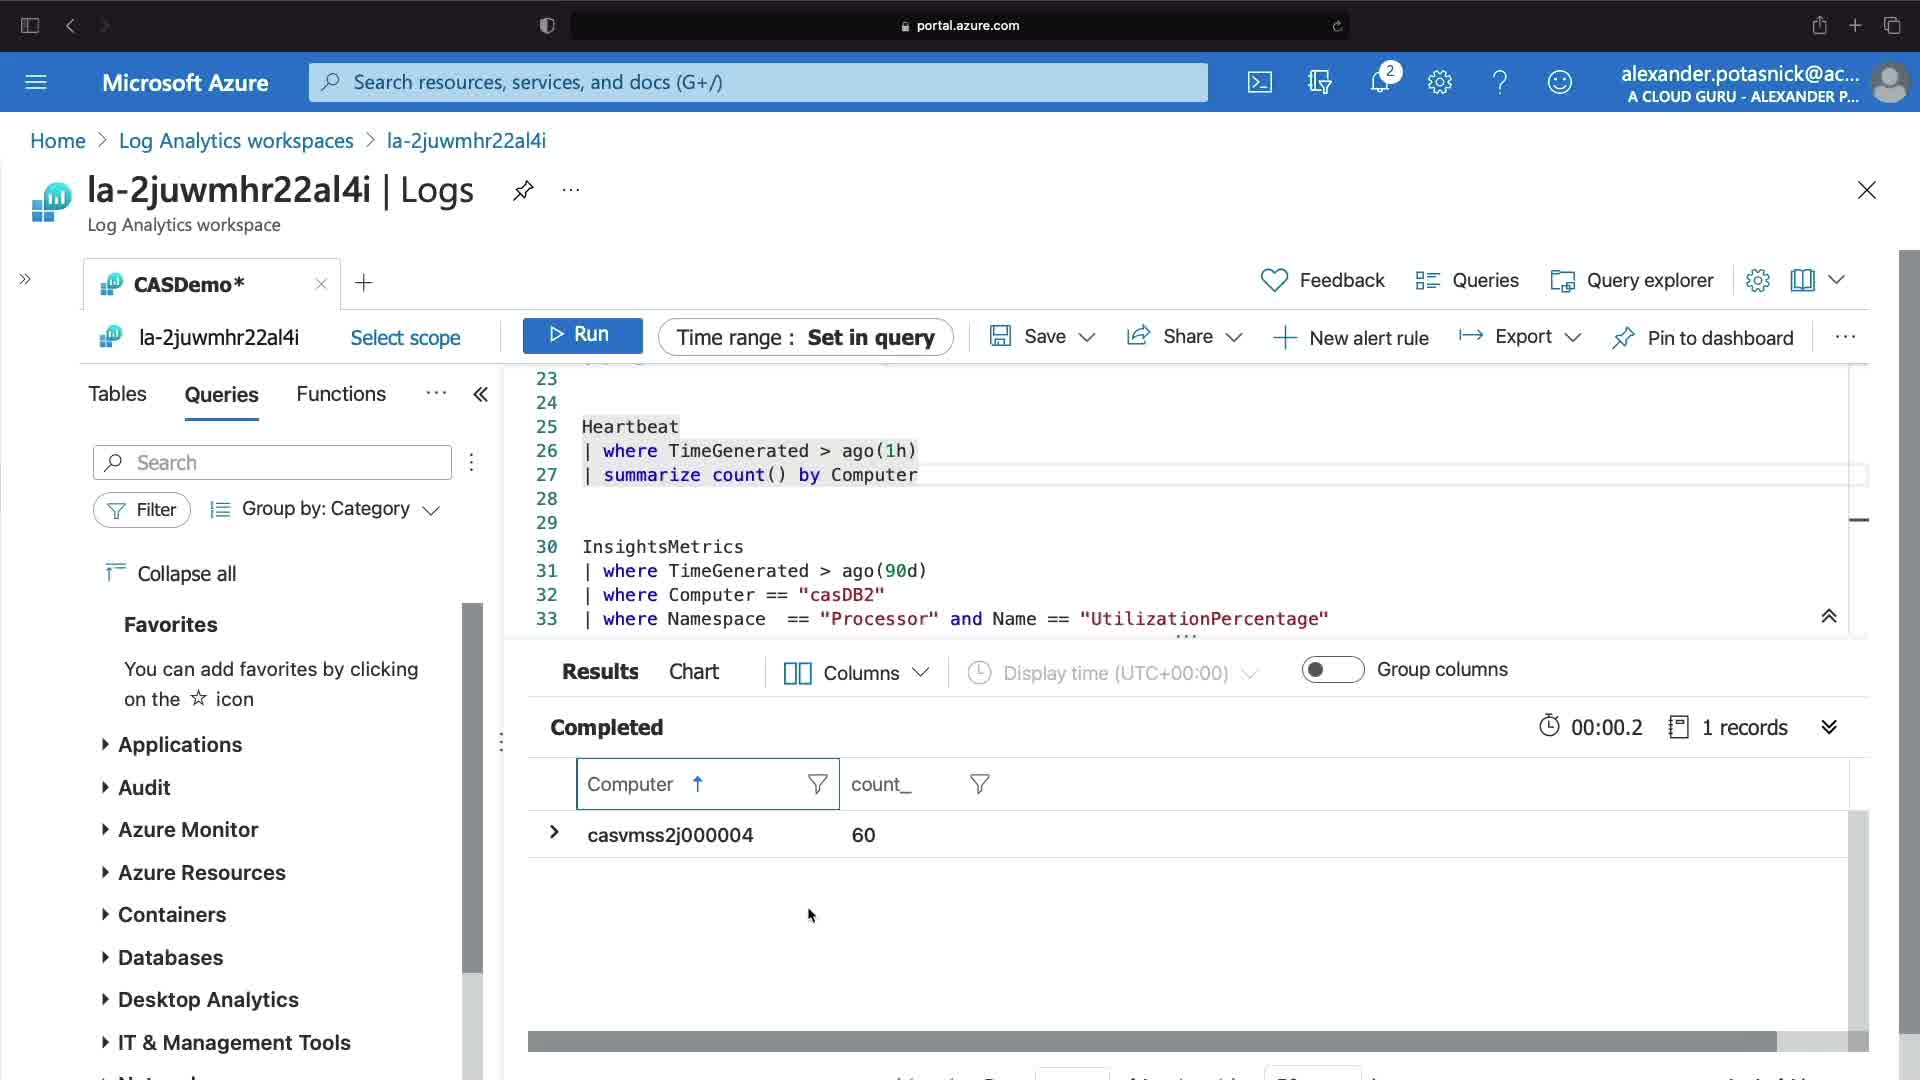 portal.azure.com
Microsoft Azure
Search resources, services, and docs (G+/)
2
alexander.potasnick@ac...
A CLOUD GURU - ALEXANDER P...
Home > Log Analytics workspaces > la-2juwmhr22al4i
la-2juwmhr22al4i | Logs
Log Analytics workspace
CASDemo*
Feedback
Queries
Query explorer
la-2juwmhr22al4i
Select scope
Run
Time range : Set in query
Save
Share
New alert rule
Export
Pin to dashboard
Tables
Queries
Functions
Search
Filter
Group by: Category
Collapse all
Favorites
You can add favorites by clicking
on the ☆ icon
Applications
Audit
Azure Monitor
Azure Resources
Containers
Databases
Desktop Analytics
IT & Management Tools
23
24
25 Heartbeat
26 | where TimeGenerated > ago(1h)
27 | summarize count() by Computer
28
29
30 InsightsMetrics
31 | where TimeGenerated > ago(90d)
32 | where Computer == "casDB2"
33 | where Namespace  == "Processor" and Name == "UtilizationPercentage"
Results
Chart
Columns
Display time (UTC+00:00)
Group columns
Completed
00:00.2
1 records
Computer
count_
casvmss2j000004
60